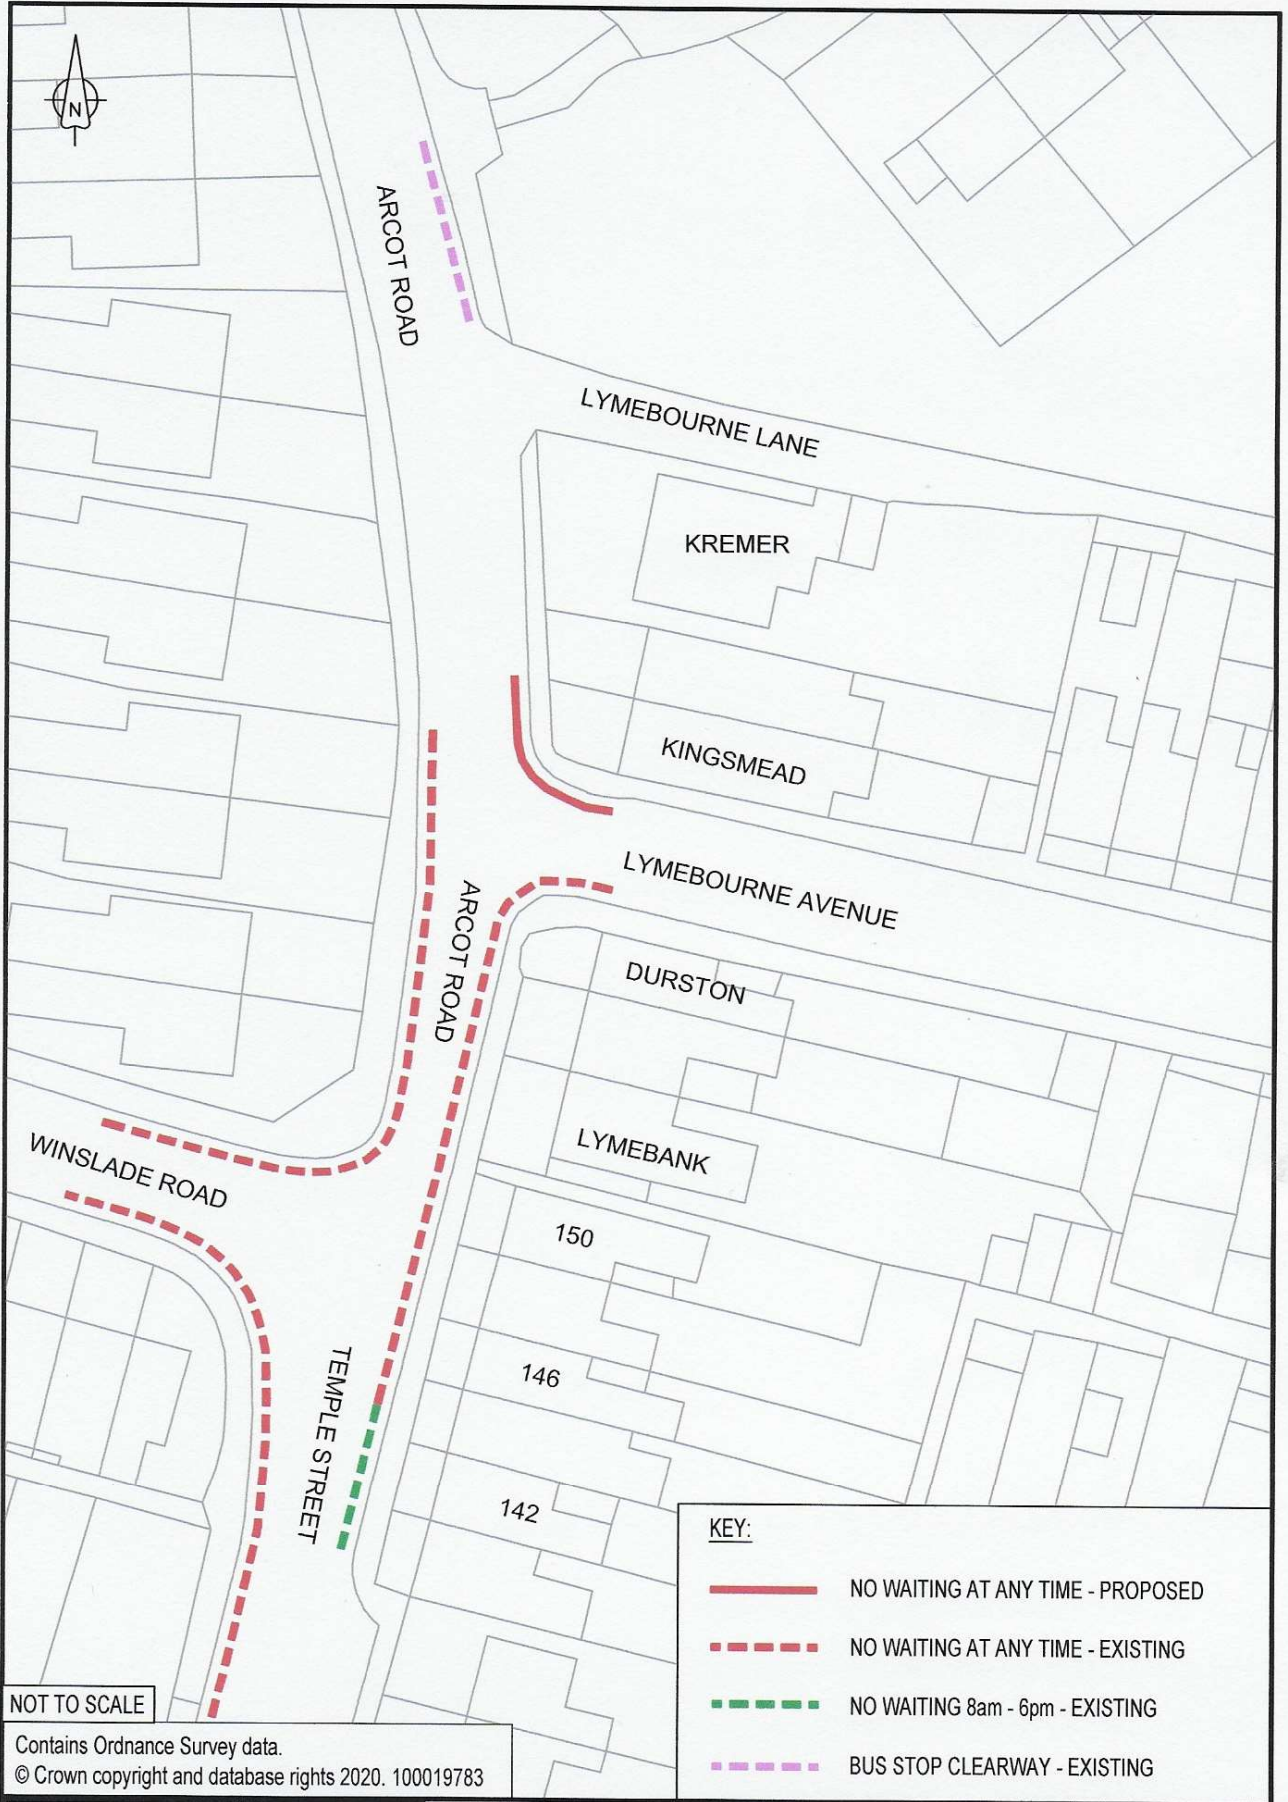 N
ARCOT ROAD
LYMEBOURNE LANE
KREMER
KINGSMEAD
LYMEBOURNE AVENUE
ARCOT ROAD
DURSTON
LYMEBANK
WINSLADE ROAD
150
TEMPLE STREET
146
142
KEY:
NO WAITING AT ANY TIME - PROPOSED
NO WAITING AT ANY TIME - EXISTING
NO WAITING 8am - 6pm - EXISTING
BUS STOP CLEARWAY - EXISTING
NOT TO SCALE
Contains Ordnance Survey data.
© Crown copyright and database rights 2020. 100019783